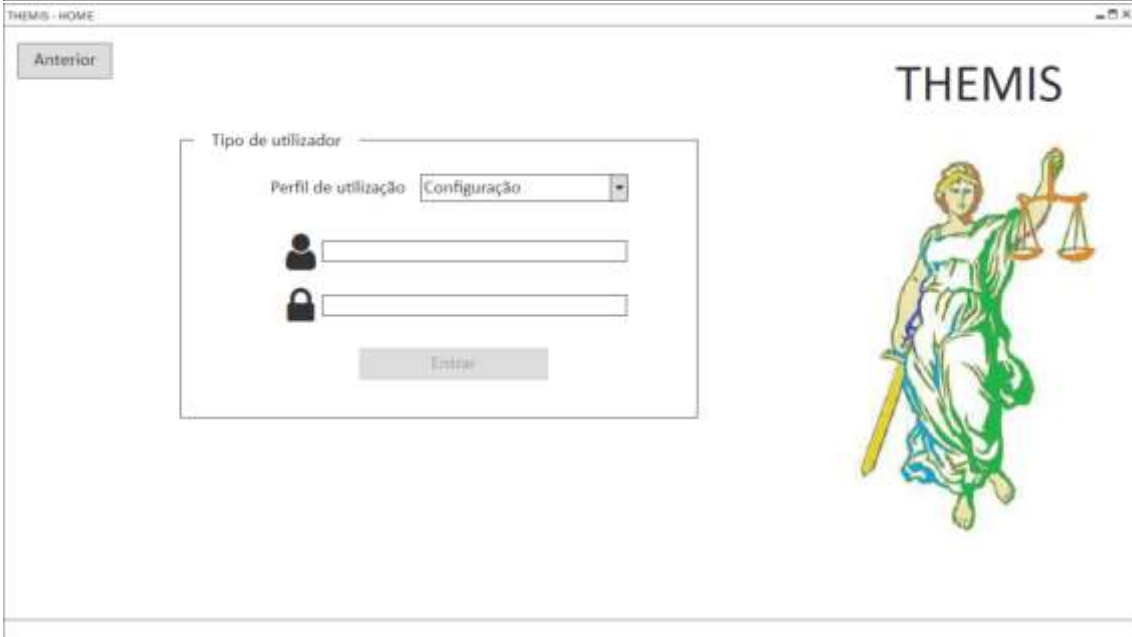 THEMIS - HOME
Anterior
THEMIS
Tipo de utilizador
Perfil de utilização Configuração
Entrar